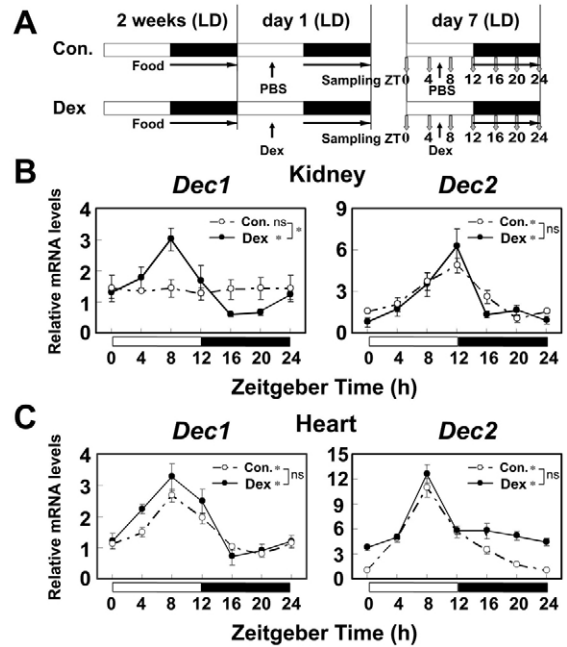 A
2 weeks (LD) day 1 (LD) day 7 (LD)
Con.
Food Sampling ZT0 4 8 12 16 20 24
PBS PBS
Dex
Food Sampling ZT0 4 8 12 16 20 24
Dex Dex
B Kidney
Dec1 Dec2
Relative mRNA levels
4 3 2 1 0
Con. ns
Dex * *
9 6 3 0
Con. *
Dex * ns
0 4 8 12 16 20 24 0 4 8 12 16 20 24
Zeitgeber Time (h)
C Heart
Dec1 Dec2
Relative mRNA levels
4 3 2 1 0
Con. *
Dex * ns
15 12 9 6 3 0
Con. *
Dex * ns
0 4 8 12 16 20 24 0 4 8 12 16 20 24
Zeitgeber Time (h)